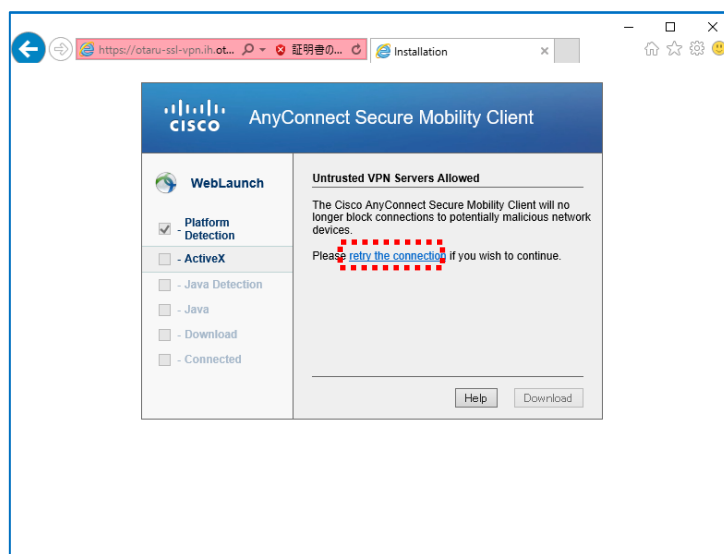 https://otaru-ssl-vpn.ih.ot... 証明書の... Installation
CISCO AnyConnect Secure Mobility Client
WebLaunch
- Platform Detection
- ActiveX
- Java Detection
- Java
- Download
- Connected
Untrusted VPN Servers Allowed
The Cisco AnyConnect Secure Mobility Client will no
longer block connections to potentially malicious network
devices.
Please retry the connection if you wish to continue.
Help Download